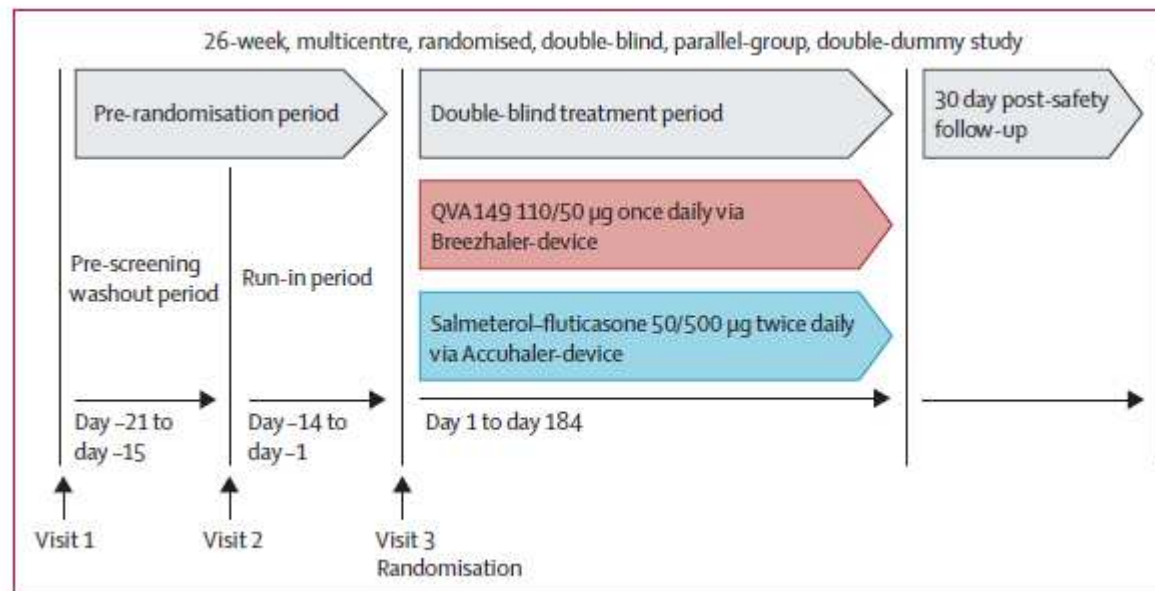 26-week, multicentre, randomised, double-blind, parallel-group, double-dummy study
Pre-randomisation period
Double-blind treatment period
30 day post-safety
follow-up
QVA149 110/50 µg once daily via
Breezhaler-device
Pre-screening
washout period
Run-in period
Salmeterol–fluticasone 50/500 µg twice daily
via Accuhaler-device
Day –21 to
day –15
Day –14 to
day –1
Day 1 to day 184
Visit 1
Visit 2
Visit 3
Randomisation